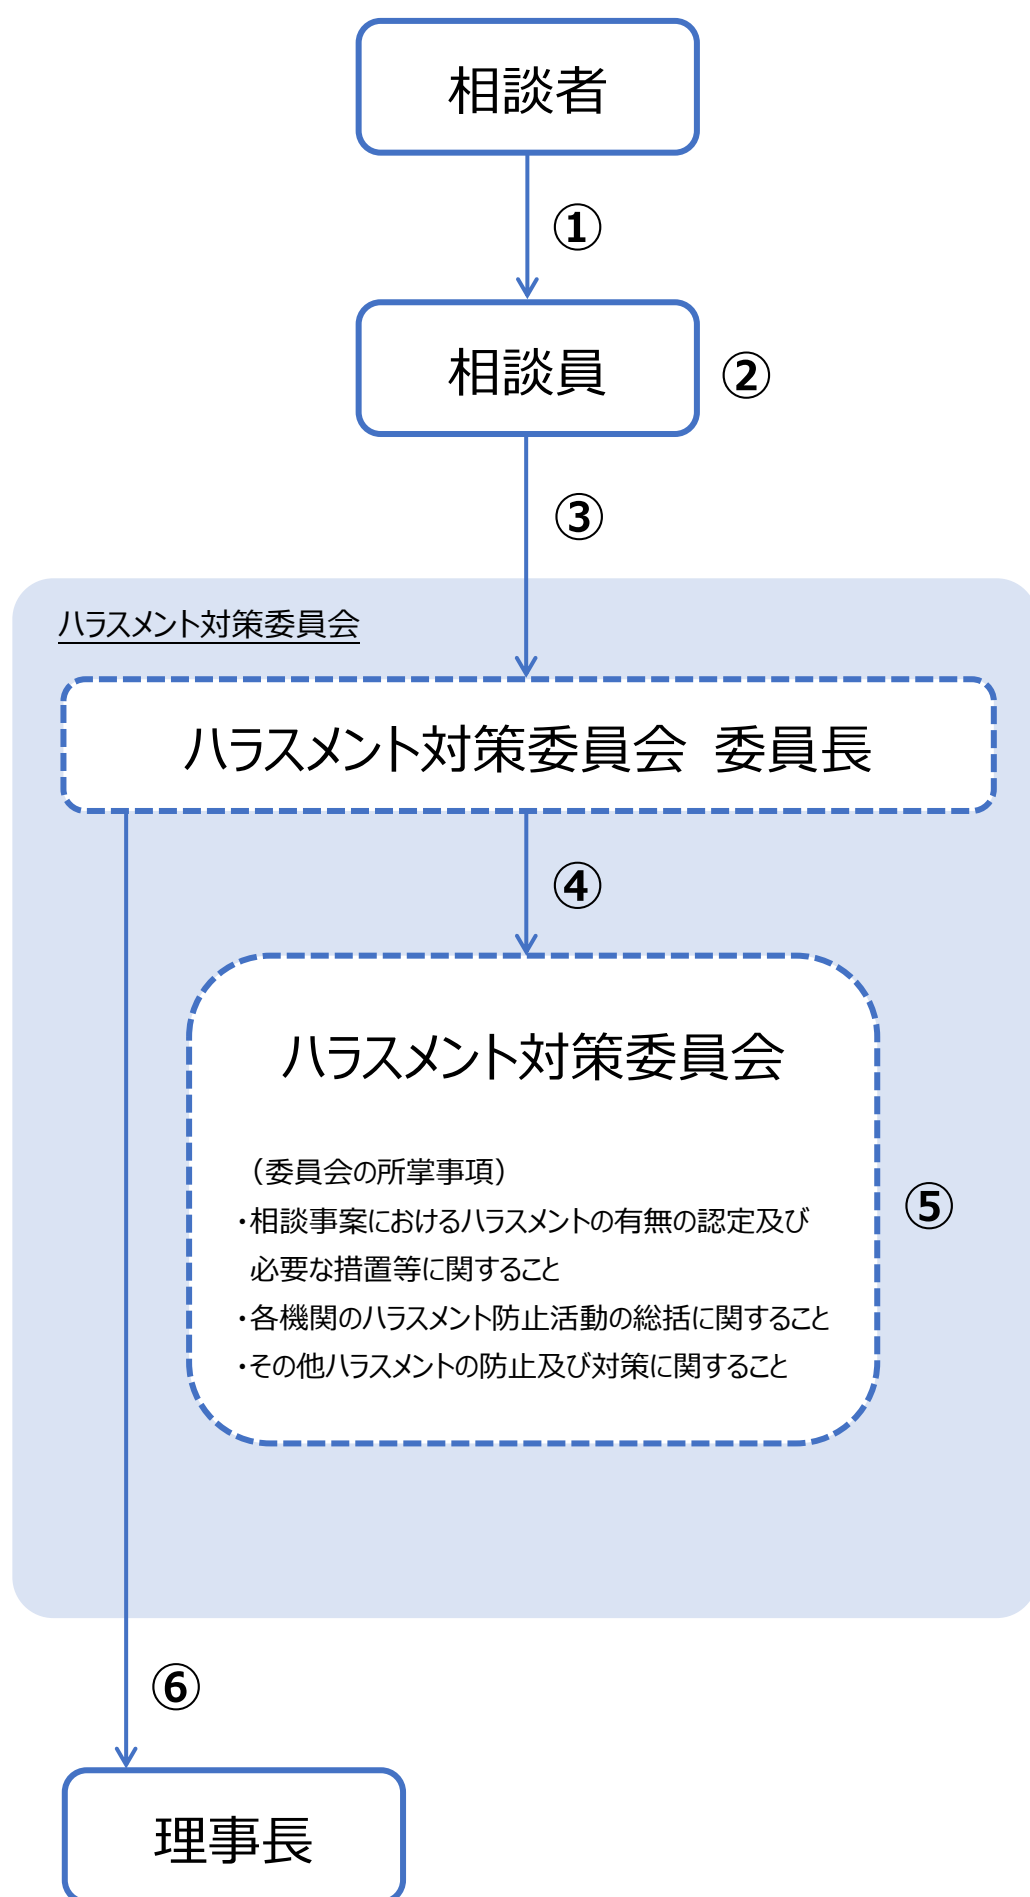 相談者
①
相談員
②
③
ハラスメント対策委員会
ハラスメント対策委員会 委員長
④
ハラスメント対策委員会
（委員会の所掌事項）
・相談事案におけるハラスメントの有無の認定及び
必要な措置等に関すること
・各機関のハラスメント防止活動の総括に関すること
・その他ハラスメントの防止及び対策に関すること
⑤
⑥
理事長